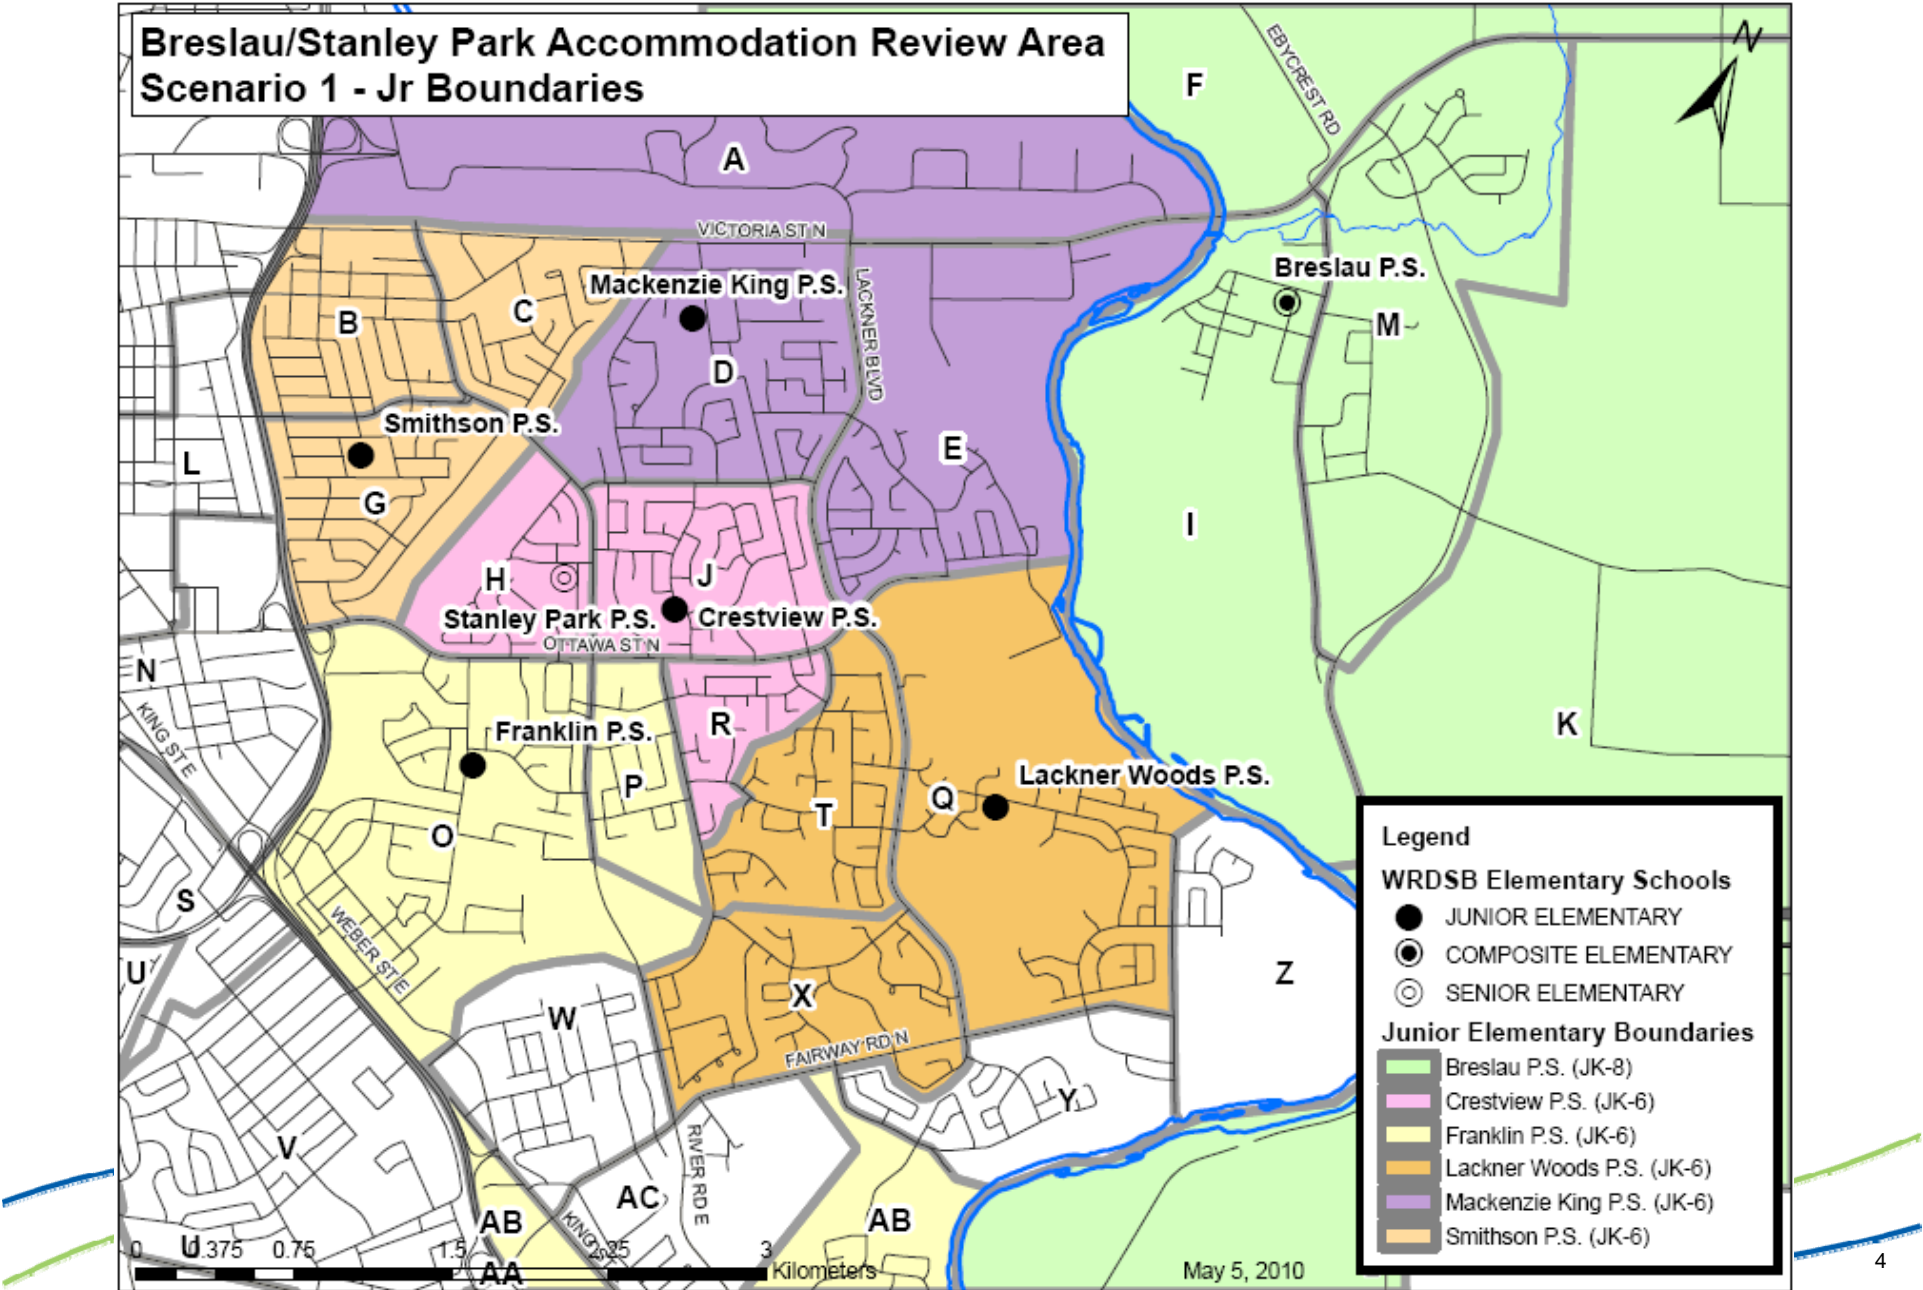 Breslau/Stanley Park Accommodation Review Area
Scenario 1 - Jr Boundaries
N
F
EBYCREST RD
A
VICTORIA ST N
Breslau P.S.
Mackenzie King P.S.
LACKNER BLVD
B
C
M
D
Smithson P.S.
E
L
G
I
H
J
Stanley Park P.S.
Crestview P.S.
OTTAWA ST N
N
KING ST E
R
K
Franklin P.S.
Lackner Woods P.S.
P
Q
T
O
S
WEBER ST E
U
Z
X
W
FAIRWAY RD N
Y
V
RIVER RD E
AC
AB
AB
KING ST
U
AA
0 0.375 0.75 1.5 2.25 3
Kilometers
May 5, 2010
Legend
WRDSB Elementary Schools
JUNIOR ELEMENTARY
COMPOSITE ELEMENTARY
SENIOR ELEMENTARY
Junior Elementary Boundaries
Breslau P.S. (JK-8)
Crestview P.S. (JK-6)
Franklin P.S. (JK-6)
Lackner Woods P.S. (JK-6)
Mackenzie King P.S. (JK-6)
Smithson P.S. (JK-6)
4